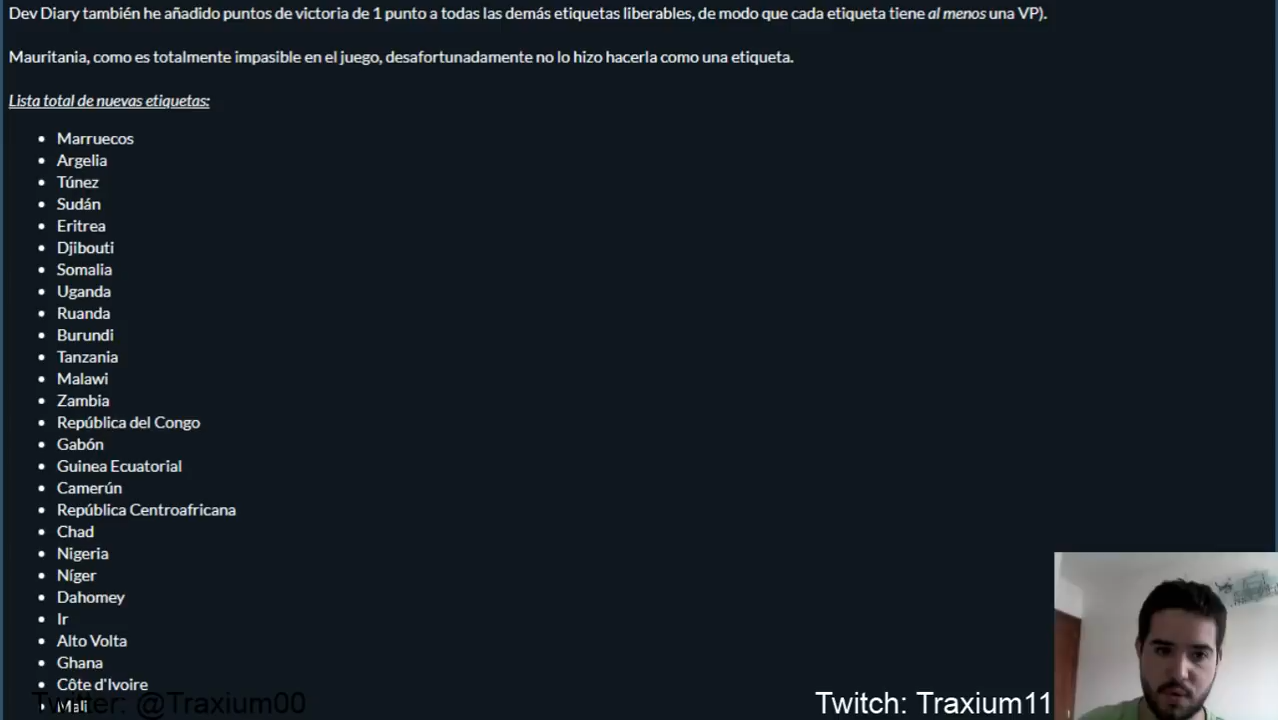 Dev Diary también he añadido puntos de victoria de 1 punto a todas las demás etiquetas liberables, de modo que cada etiqueta tiene al menos una VP).
Mauritania, como es totalmente impasible en el juego, desafortunadamente no lo hizo hacerla como una etiqueta.
Lista total de nuevas etiquetas:
Marruecos
Argelia
Túnez
Sudán
Eritrea
Djibouti
Somalia
Uganda
Ruanda
Burundi
Tanzania
Malawi
Zambia
República del Congo
Gabón
Guinea Ecuatorial
Camerún
República Centroafricana
Chad
Nigeria
Níger
Dahomey
Ir
Alto Volta
Ghana
Côte d'Ivoire
Mali
Twitter: @Traxium00
Twitch: Traxium11